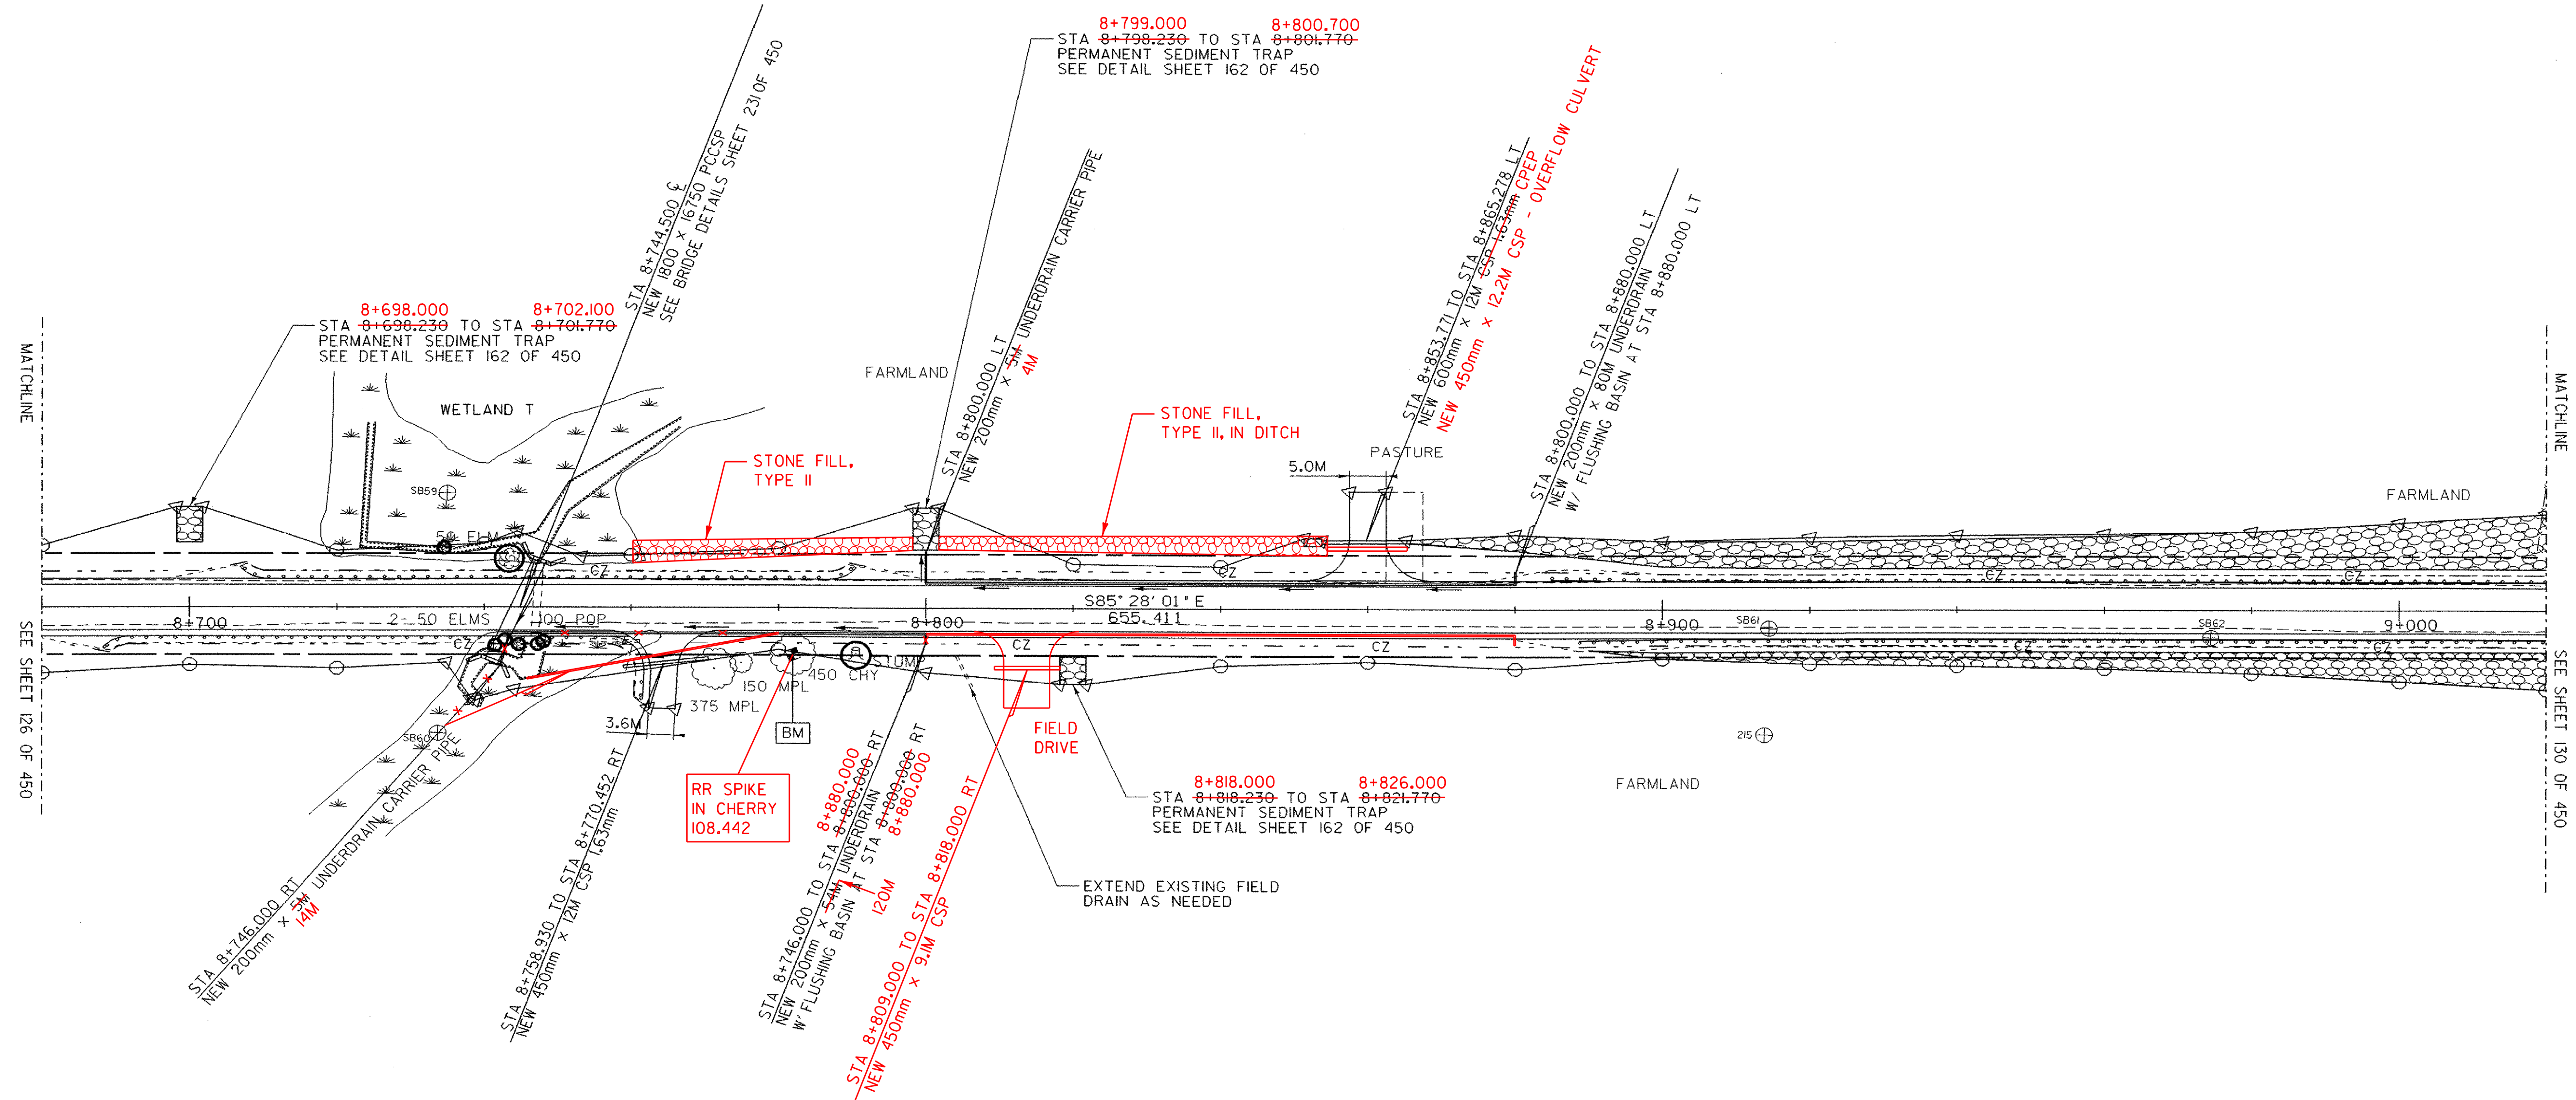 8+799.000 8+800.700
STA 8+798.230 TO STA 8+801.770
PERMANENT SEDIMENT TRAP
SEE DETAIL SHEET 162 OF 450
STA 8+744.500 ℄
NEW 1800 × 16750 PCCSP
SEE BRIDGE DETAILS SHEET 231 OF 450
8+698.000 8+702.100
STA 8+698.230 TO STA 8+701.770
PERMANENT SEDIMENT TRAP
SEE DETAIL SHEET 162 OF 450
STA 8+800.000 LT
NEW 200mm × 5M UNDERDRAIN CARRIER PIPE
4M
STA 8+853.771 TO STA 8+865.278 LT
NEW 600mm × 12M CSP 1.63mm CPEP
NEW 450mm × 12.2M CSP - OVERFLOW CULVERT
STA 8+800.000 TO STA 8+880.000 LT
NEW 200mm × 80M UNDERDRAIN
W/ FLUSHING BASIN AT STA 8+880.000 LT
MATCHLINE
MATCHLINE
FARMLAND
WETLAND T
STONE FILL,
TYPE II
STONE FILL,
TYPE II, IN DITCH
PASTURE
5.0M
FARMLAND
SB59
50 ELM
CZ
CZ
CZ
CZ
S85° 28' 01" E
655.411
8+700
8+800
8+900
9+000
2-50 ELMS
100 POP
SB61
SB62
CZ
CZ
CZ
CZ
CZ
STUMP
450 CHY
150 MPL
375 MPL
3.6M
BM
SB60
215
FIELD
DRIVE
FARMLAND
SEE SHEET 126 OF 450
SEE SHEET 130 OF 450
RR SPIKE
IN CHERRY
108.442
8+818.000 8+826.000
STA 8+818.230 TO STA 8+821.770
PERMANENT SEDIMENT TRAP
SEE DETAIL SHEET 162 OF 450
EXTEND EXISTING FIELD
DRAIN AS NEEDED
STA 8+746.000 RT
NEW 200mm × 5M UNDERDRAIN CARRIER PIPE
14M
STA 8+758.930 TO STA 8+770.452 RT
NEW 450mm × 12M CSP 1.63mm
8+880.000
STA 8+746.000 TO STA 8+800.000 RT
NEW 200mm × 54M UNDERDRAIN
W/ FLUSHING BASIN AT STA 8+800.000 RT
8+880.000
120M
STA 8+809.000 TO STA 8+818.000 RT
NEW 450mm × 9.1M CSP